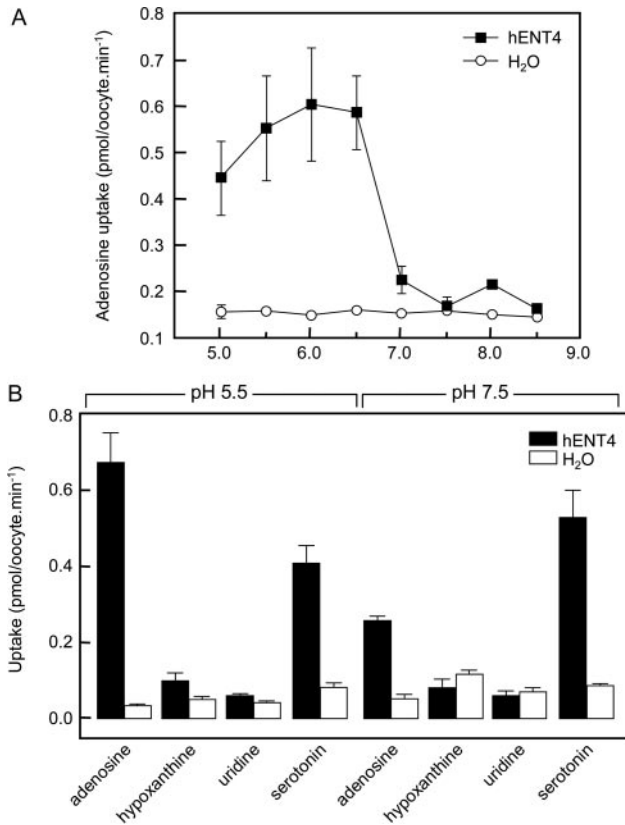 A
Adenosine uptake (pmol/oocyte.min⁻¹)
0.8
0.7
0.6
0.5
0.4
0.3
0.2
0.1
hENT4
H₂O
5.0 6.0 7.0 8.0 9.0
B
pH 5.5 pH 7.5
Uptake (pmol/oocyte.min⁻¹)
0.8
0.6
0.4
0.2
0.0
hENT4
H₂O
adenosine hypoxanthine uridine serotonin adenosine hypoxanthine uridine serotonin